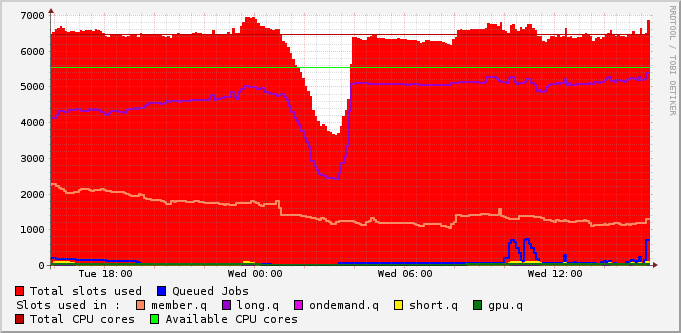 7000
6000
5000
4000
3000
2000
1000
0
Tue 18:00 Wed 00:00 Wed 06:00 Wed 12:00
Total slots used Queued Jobs
Slots used in : member.q long.q ondemand.q short.q gpu.q
Total CPU cores Available CPU cores
RRDTOOL / TOBI OETIKER